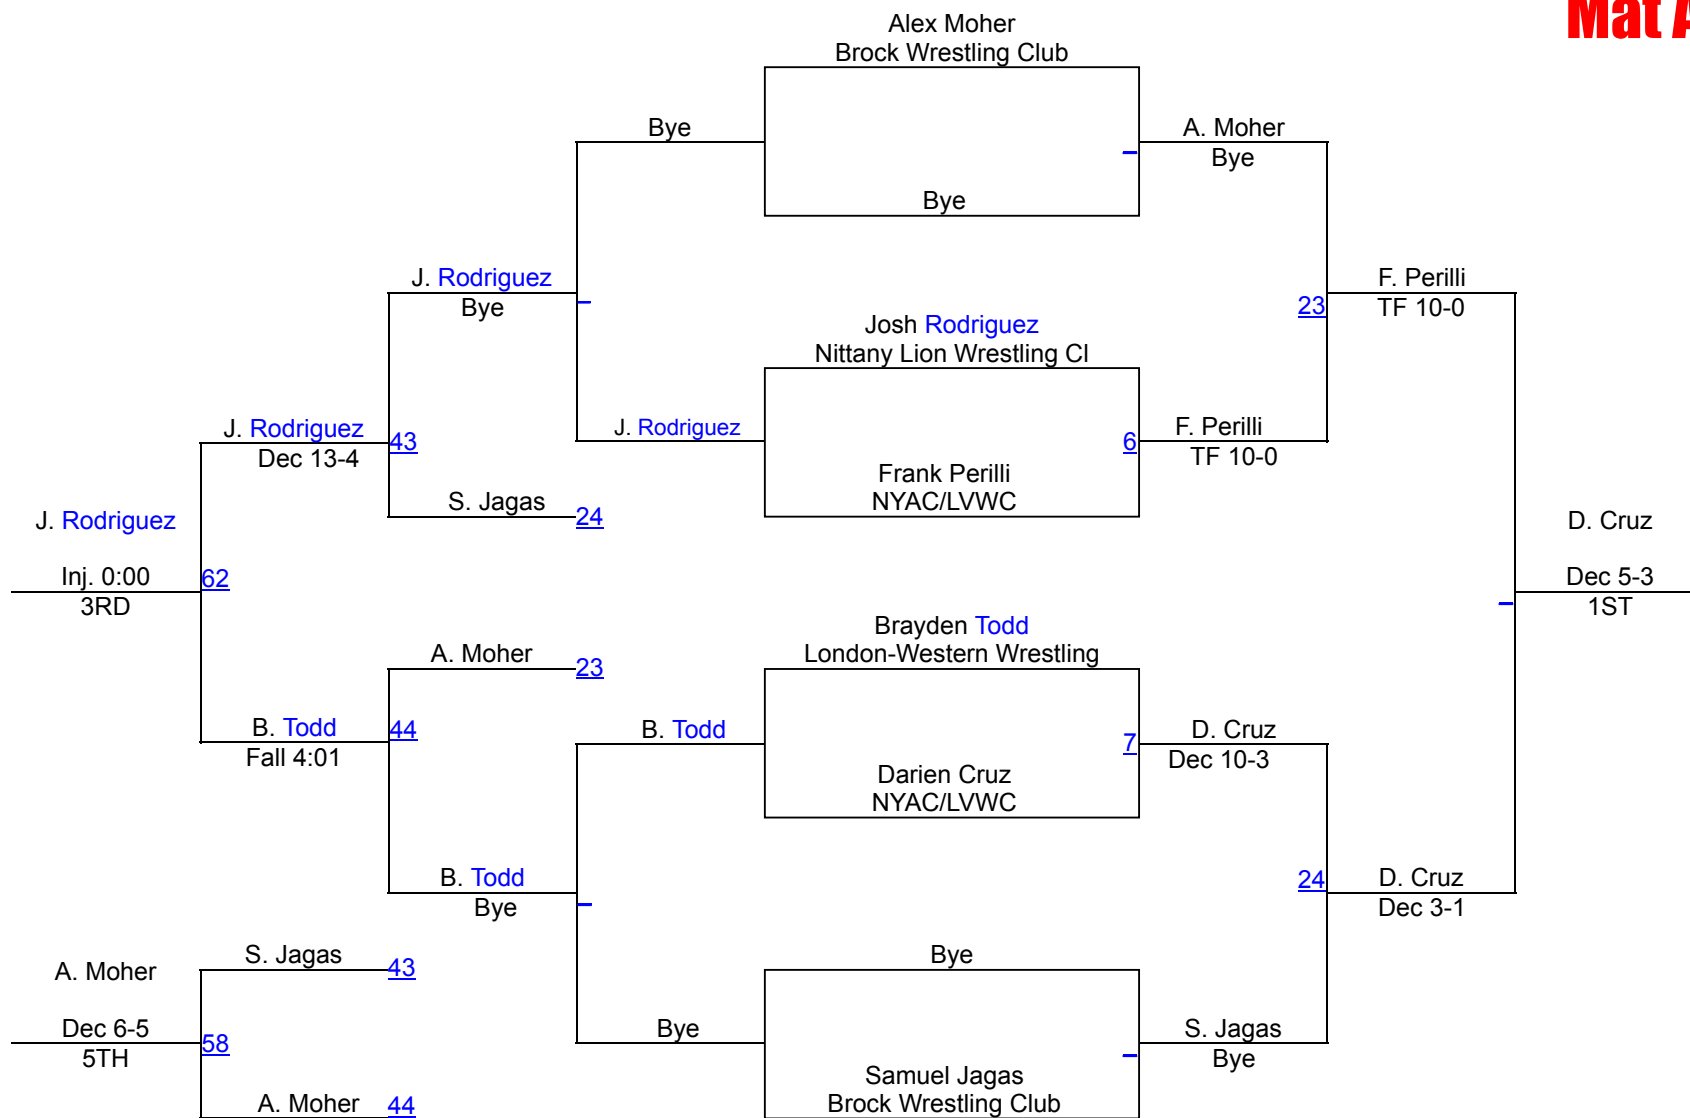 Mat A
Alex Moher
Brock Wrestling Club
Bye
A. Moher
Bye
Bye
J. Rodriguez
Bye
F. Perilli
TF 10-0
23
Josh Rodriguez
Nittany Lion Wrestling Cl
J. Rodriguez
Dec 13-4
43
J. Rodriguez
6
F. Perilli
TF 10-0
Frank Perilli
NYAC/LVWC
S. Jagas
24
J. Rodriguez
Inj. 0:00
3RD
62
D. Cruz
Dec 5-3
1ST
Brayden Todd
London-Western Wrestling
A. Moher
23
B. Todd
Fall 4:01
44
B. Todd
7
D. Cruz
Dec 10-3
Darien Cruz
NYAC/LVWC
B. Todd
Bye
24
D. Cruz
Dec 3-1
Bye
S. Jagas
43
A. Moher
Dec 6-5
5TH
58
Bye
S. Jagas
Bye
Samuel Jagas
Brock Wrestling Club
A. Moher
44